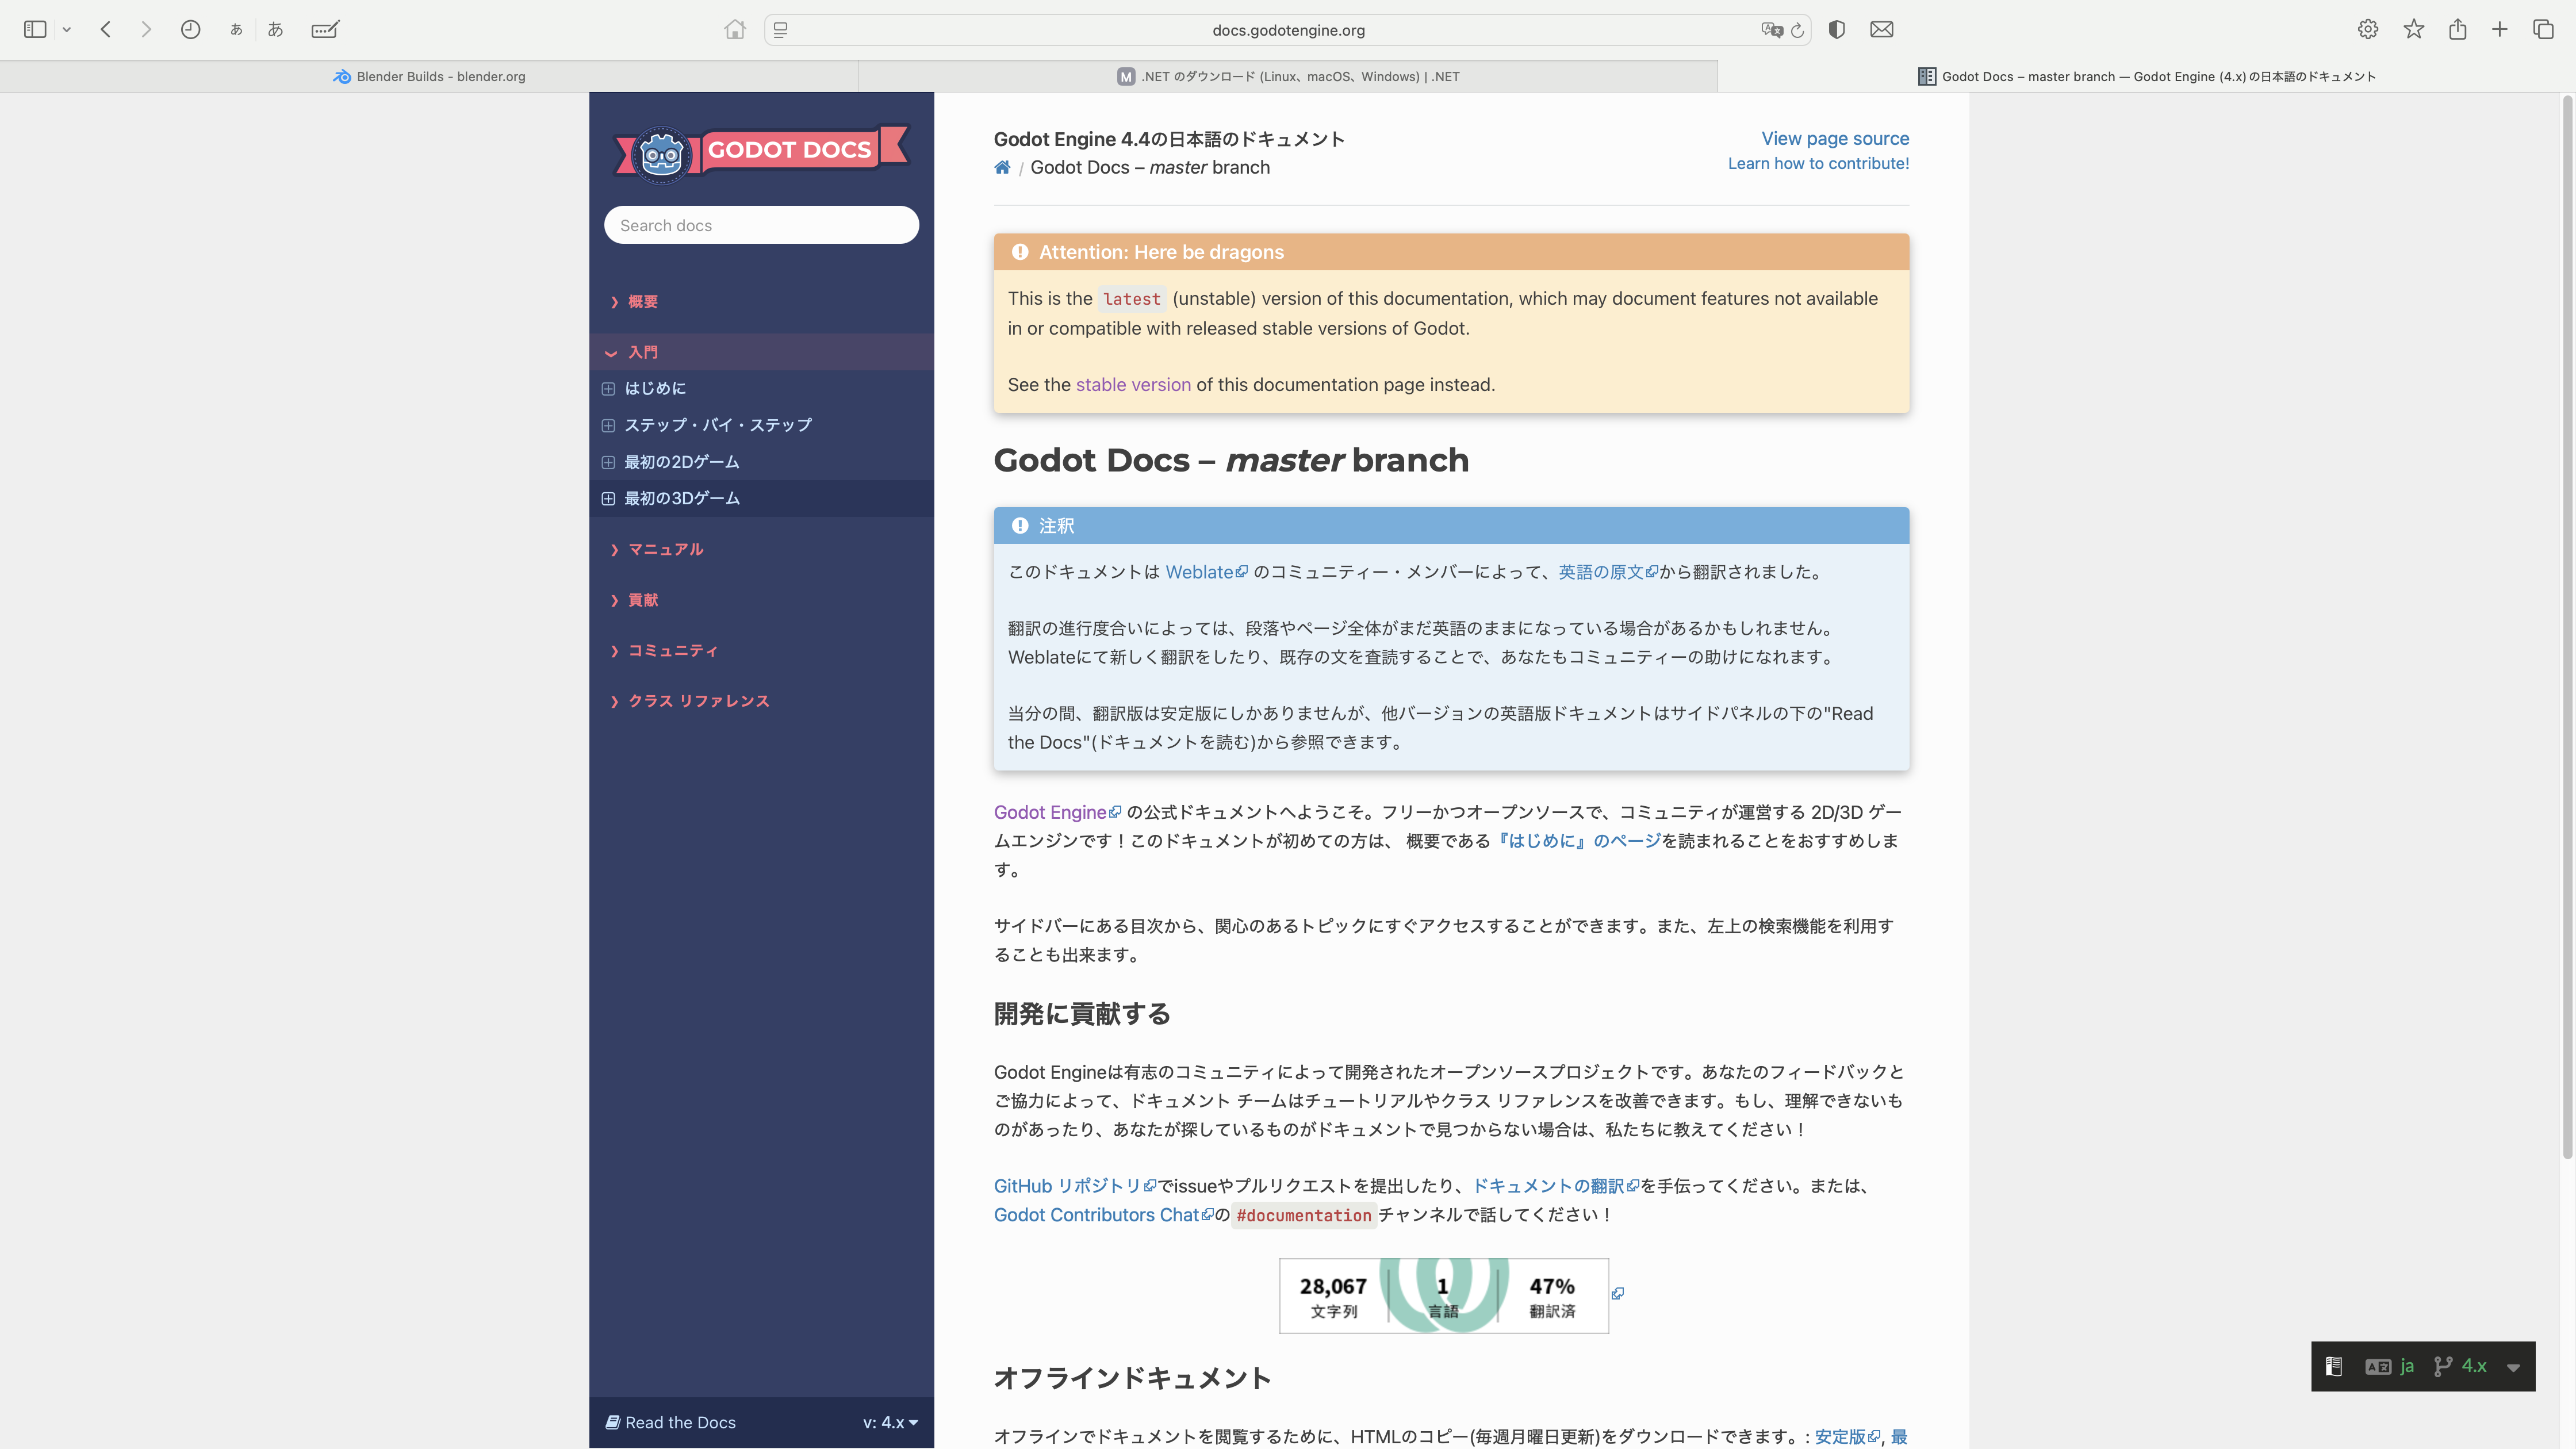 あ あ
docs.godotengine.org
Blender Builds - blender.org
M .NET のダウンロード (Linux、macOS、Windows) | .NET
Godot Docs – master branch — Godot Engine (4.x) の日本語のドキュメント
GODOT DOCS
Search docs
概要
入門
はじめに
ステップ・バイ・ステップ
最初の2Dゲーム
最初の3Dゲーム
マニュアル
貢献
コミュニティ
クラス リファレンス
Read the Docs
v: 4.x
Godot Engine 4.4の日本語のドキュメント
View page source
/ Godot Docs – master branch
Learn how to contribute!
Attention: Here be dragons
This is the latest (unstable) version of this documentation, which may document features not available
in or compatible with released stable versions of Godot.
See the stable version of this documentation page instead.
Godot Docs – master branch
注釈
このドキュメントは Weblate のコミュニティー・メンバーによって、英語の原文から翻訳されました。
翻訳の進行度合いによっては、段落やページ全体がまだ英語のままになっている場合があるかもしれません。
Weblateにて新しく翻訳をしたり、既存の文を査読することで、あなたもコミュニティーの助けになれます。
当分の間、翻訳版は安定版にしかありませんが、他バージョンの英語版ドキュメントはサイドパネルの下の"Read
the Docs"(ドキュメントを読む)から参照できます。
Godot Engine の公式ドキュメントへようこそ。フリーかつオープンソースで、コミュニティが運営する 2D/3D ゲー
ムエンジンです！このドキュメントが初めての方は、 概要である『はじめに』のページを読まれることをおすすめしま
す。
サイドバーにある目次から、関心のあるトピックにすぐアクセスすることができます。また、左上の検索機能を利用す
ることも出来ます。
開発に貢献する
Godot Engineは有志のコミュニティによって開発されたオープンソースプロジェクトです。あなたのフィードバックと
ご協力によって、ドキュメント チームはチュートリアルやクラス リファレンスを改善できます。もし、理解できないも
のがあったり、あなたが探しているものがドキュメントで見つからない場合は、私たちに教えてください！
GitHub リポジトリでissueやプルリクエストを提出したり、ドキュメントの翻訳を手伝ってください。または、
Godot Contributors Chatの #documentation チャンネルで話してください！
28,067 1 47%
文字列 言語 翻訳済
オフラインドキュメント
オフラインでドキュメントを閲覧するために、HTMLのコピー(毎週月曜日更新)をダウンロードできます。: 安定版, 最
ja 4.x